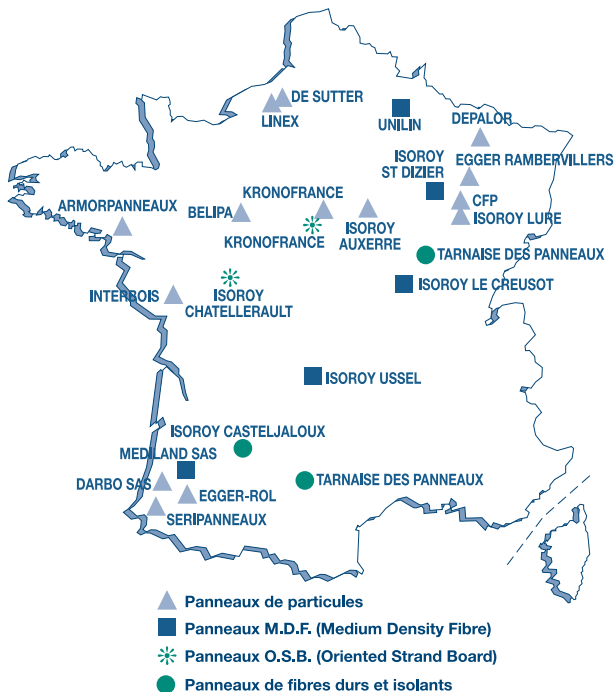 DE SUTTER
LINEX
UNILIN
DEPALOR
ISOROY
ST DIZIER
EGGER RAMBERVILLERS
ARMORPANNEAUX
BELIPA
KRONOFRANCE
KRONOFRANCE
ISOROY
AUXERRE
CFP
ISOROY LURE
TARNAISE DES PANNEAUX
INTERBOIS
ISOROY
CHATELLERAULT
ISOROY LE CREUSOT
ISOROY USSEL
ISOROY CASTELJALOUX
MEDILAND SAS
DARBO SAS
EGGER-ROL
SERIPANNEAUX
TARNAISE DES PANNEAUX
Panneaux de particules
Panneaux M.D.F. (Medium Density Fibre)
Panneaux O.S.B. (Oriented Strand Board)
Panneaux de fibres durs et isolants